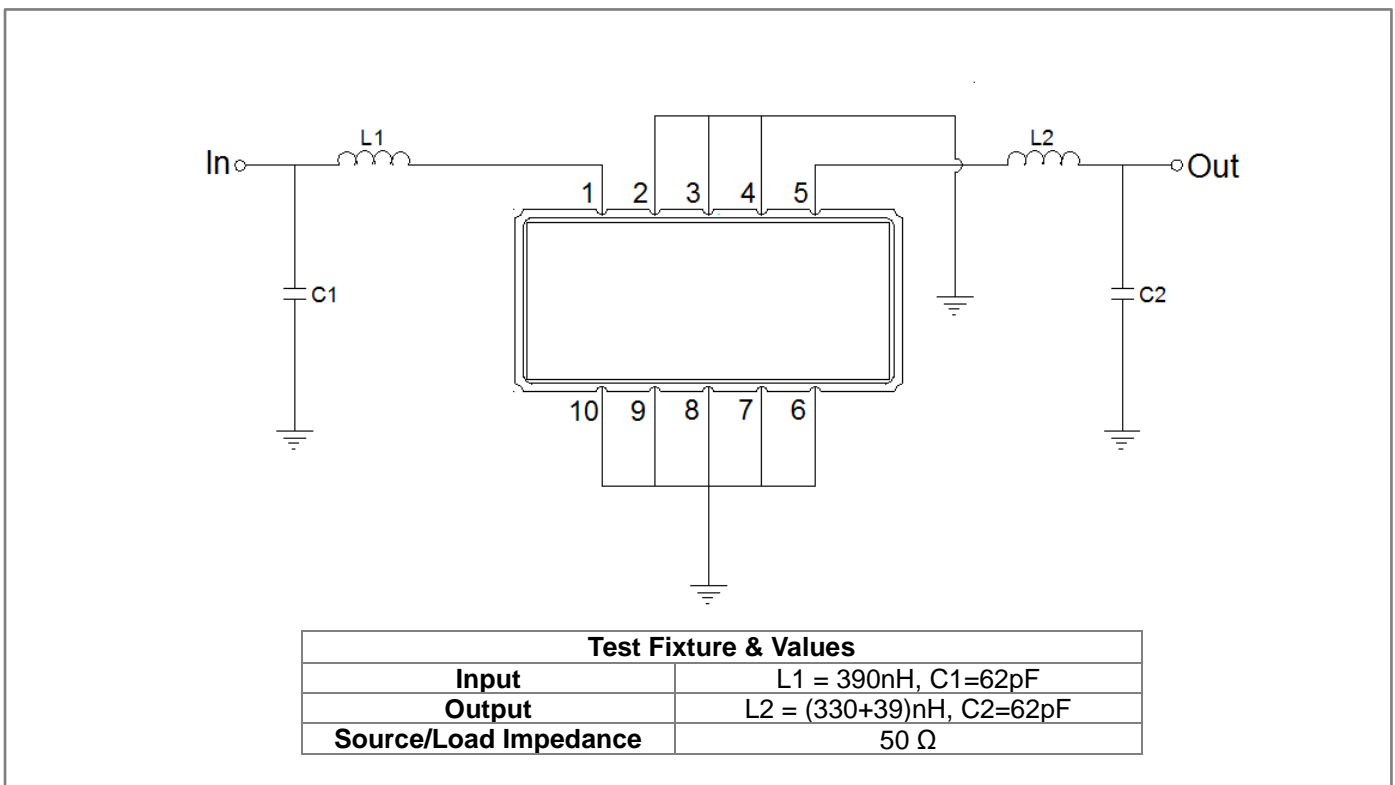 L1
L2
In
Out
1 2 3 4 5
C1
C2
10 9 8 7 6
Test Fixture & Values
Input L1 = 390nH, C1=62pF
Output L2 = (330+39)nH, C2=62pF
Source/Load Impedance 50 Ω